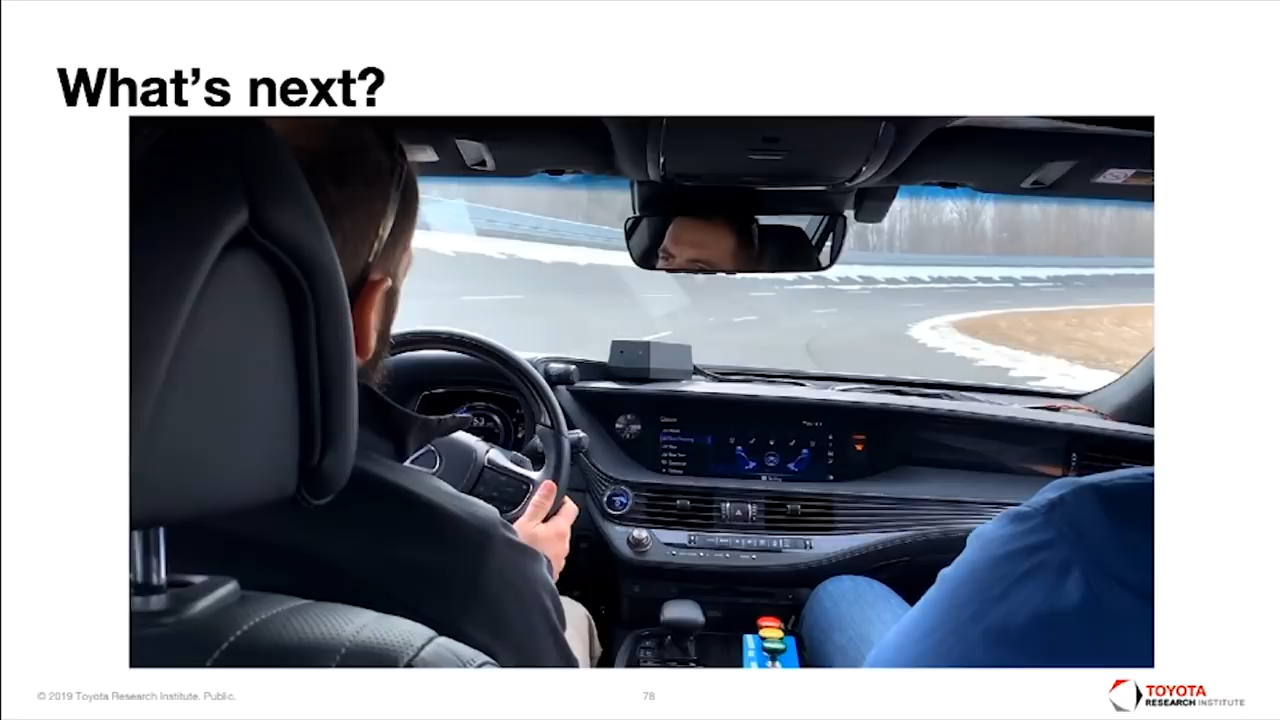 What's next?
© 2019 Toyota Research Institute. Public.
78
TOYOTA
RESEARCH INSTITUTE